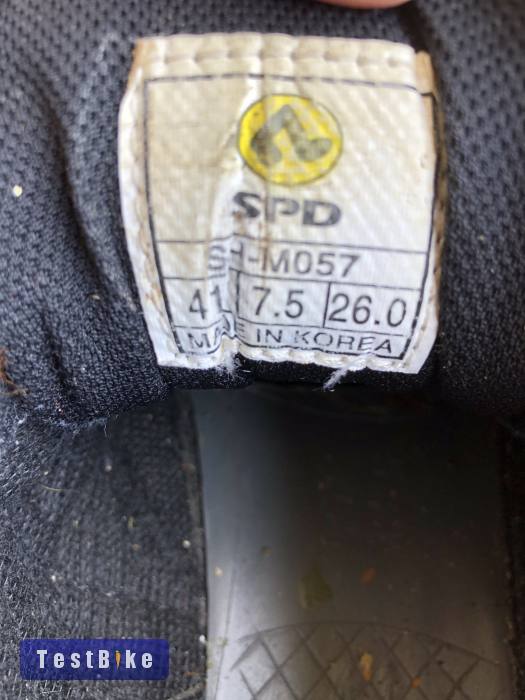 SPD
SH-M057
41 7.5 26.0
MADE IN KOREA
TestBike